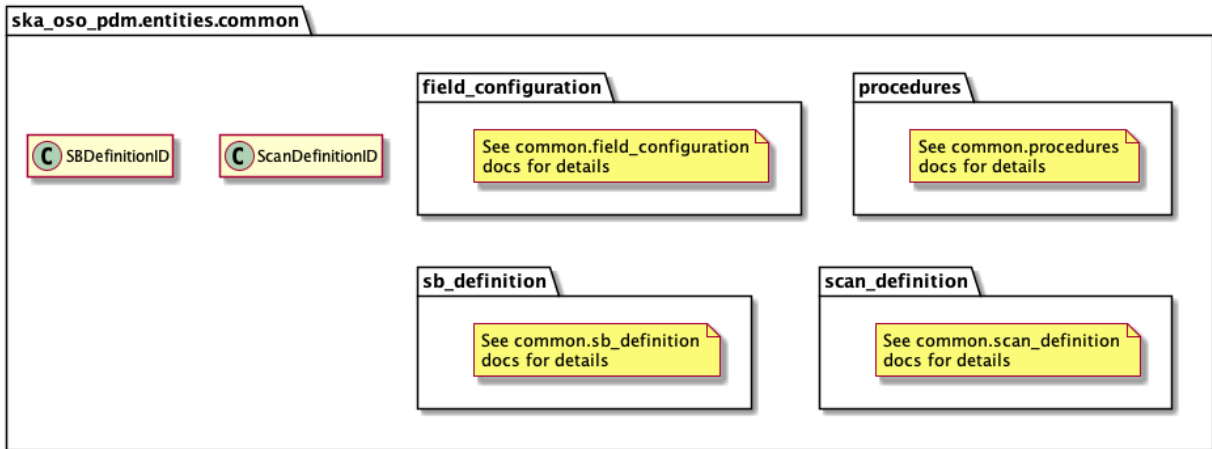 ska_oso_pdm.entities.common
field_configuration
procedures
C SBDefinitionID
C ScanDefinitionID
See common.field_configuration
docs for details
See common.procedures
docs for details
sb_definition
scan_definition
See common.sb_definition
docs for details
See common.scan_definition
docs for details